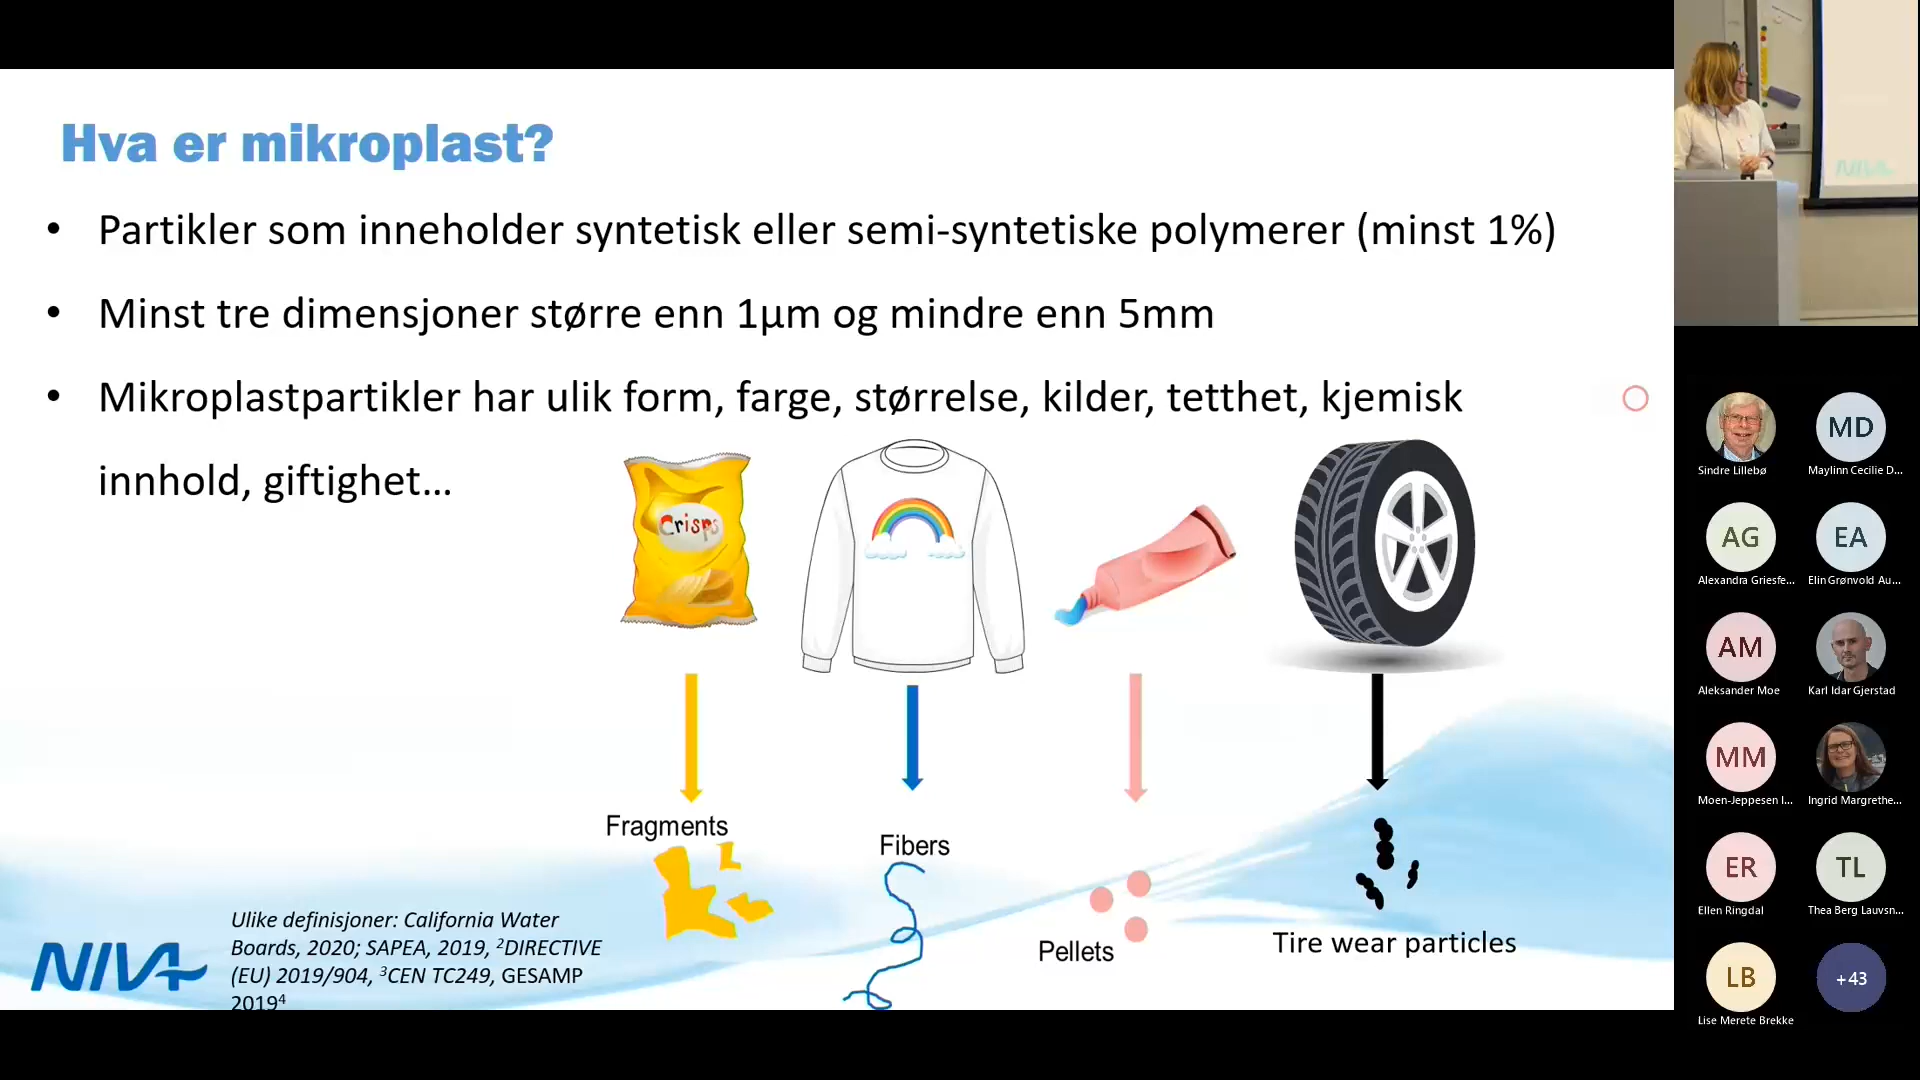 Hva er mikroplast?
• Partikler som inneholder syntetisk eller semi-syntetiske polymerer (minst 1%)
• Minst tre dimensjoner større enn 1µm og mindre enn 5mm
• Mikroplastpartikler har ulik form, farge, størrelse, kilder, tetthet, kjemisk
innhold, giftighet...
Crisps
Fragments
Fibers
Pellets
Tire wear particles
NIVA
Ulike definisjoner: California Water
Boards, 2020; SAPEA, 2019, ²DIRECTIVE
(EU) 2019/904, ³CEN TC249, GESAMP
2019⁴
NIVA
Sindre Lillebø
MD
Maylinn Cecilie D...
AG
Alexandra Griesfe...
EA
Elin Grønvold Au...
AM
Aleksander Moe
Karl Idar Gjerstad
MM
Moen-Jeppesen I...
Ingrid Margrethe...
ER
Ellen Ringdal
TL
Thea Berg Lauvsn...
LB
Lise Merete Brekke
+43